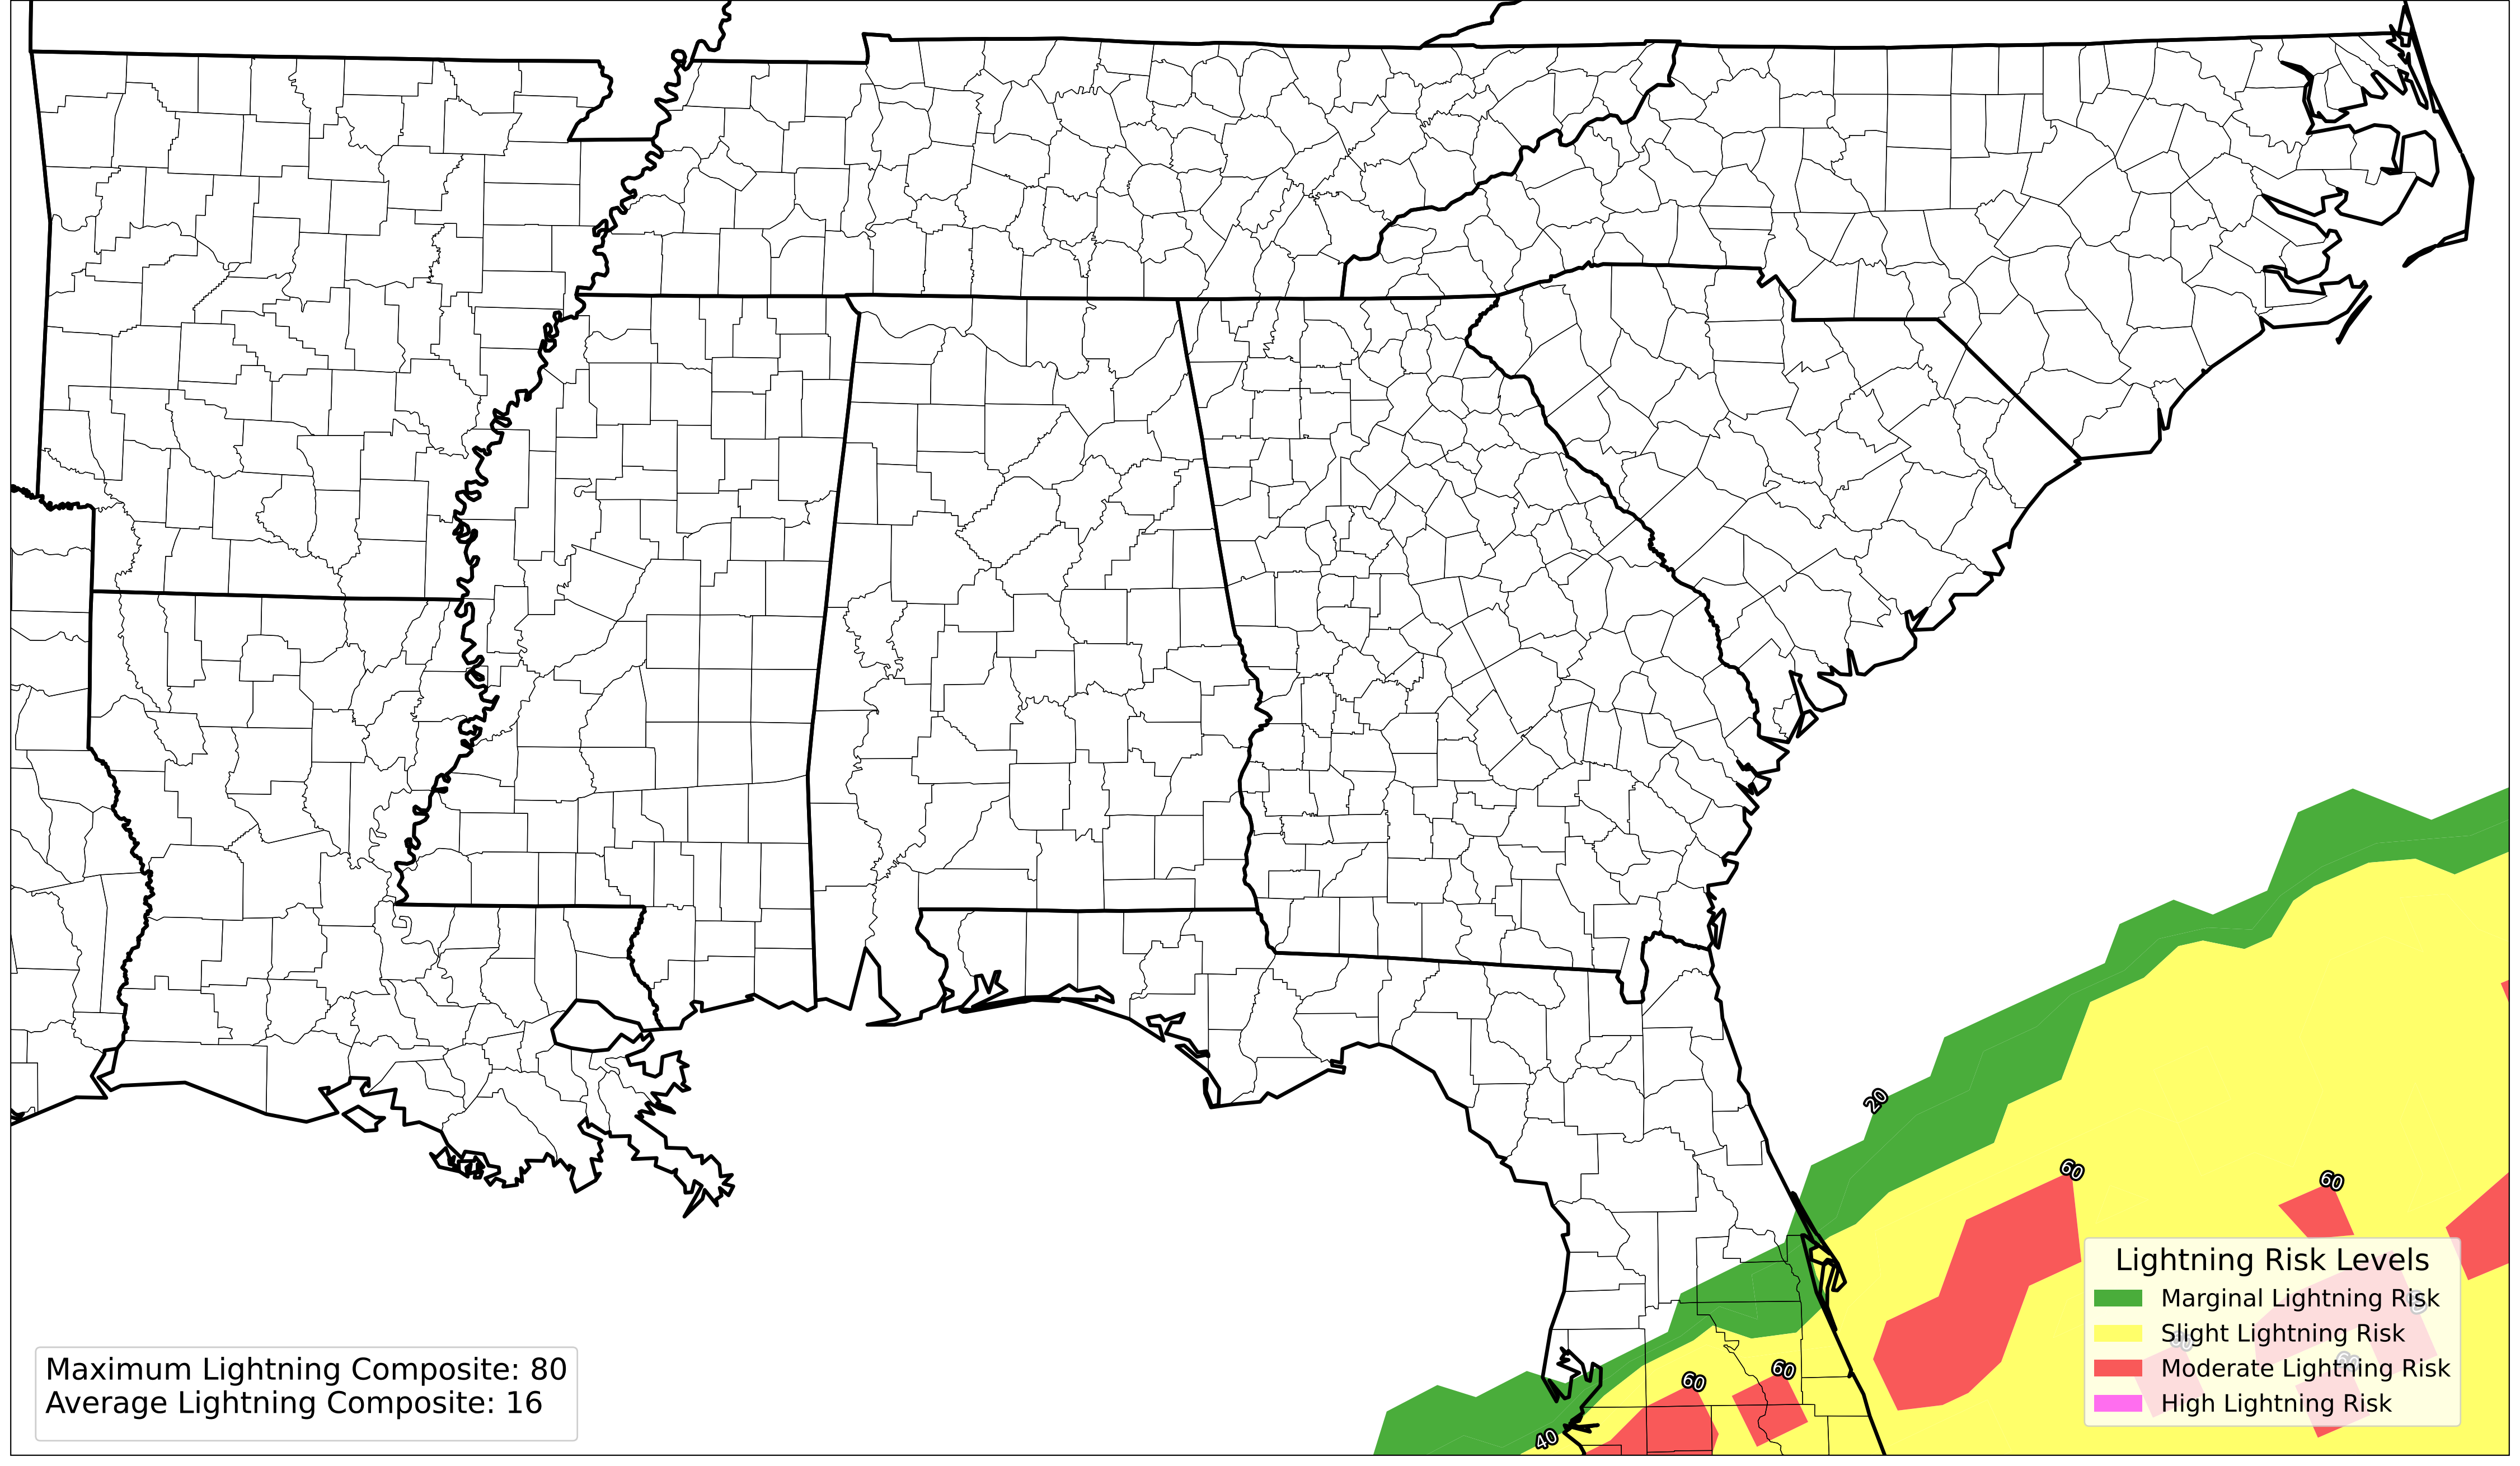 20
60
60
60
60
40
Lightning Risk Levels
Marginal Lightning Risk
Slight Lightning Risk
Moderate Lightning Risk
High Lightning Risk
Maximum Lightning Composite: 80
Average Lightning Composite: 16